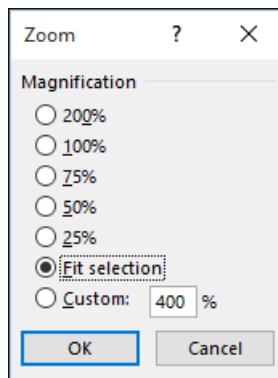 Zoom ?
Magnification
200%
100%
75%
50%
25%
Fit selection
Custom: 400 %
OK Cancel